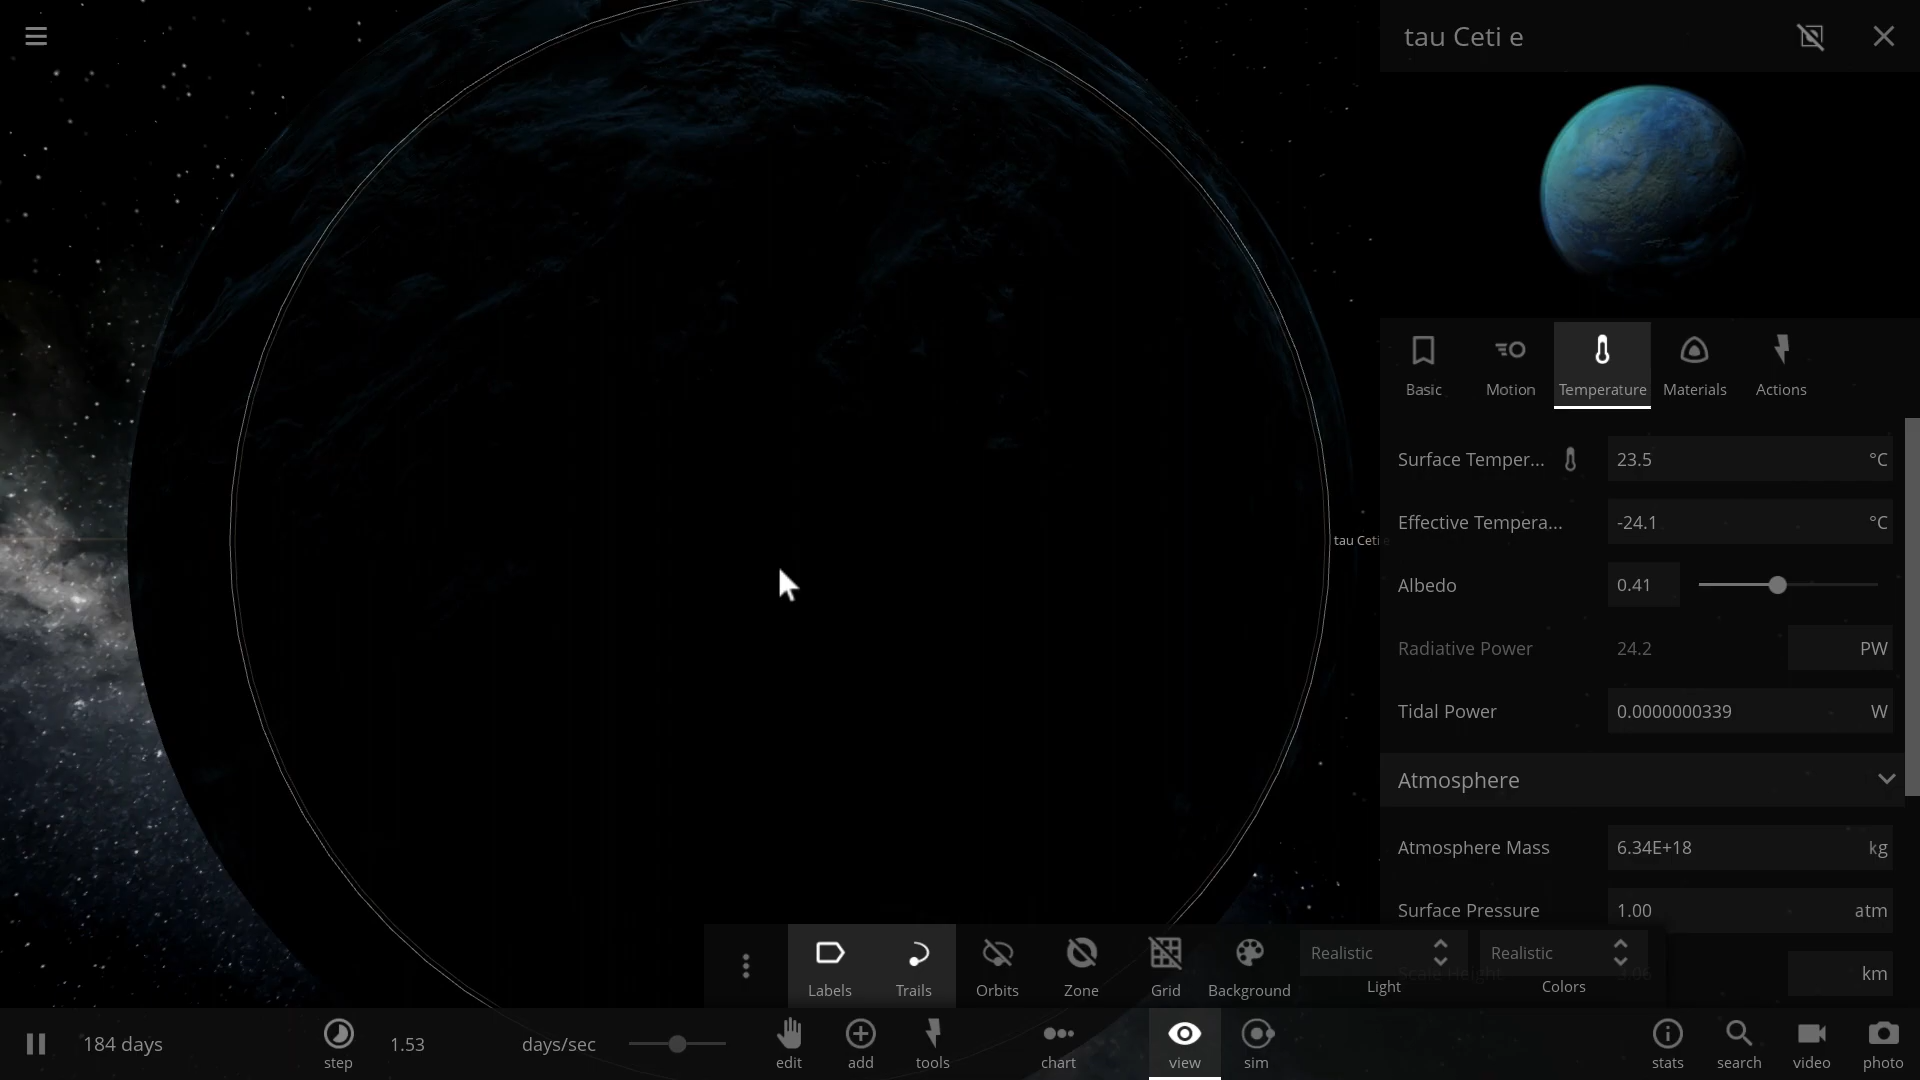 tau Ceti e
Basic
Motion
Temperature
Materials
Actions
Surface Temper... 23.5 °C
Effective Tempera... -24.1 °C
tau Ceti e
Albedo 0.41
Radiative Power 24.2 PW
Tidal Power 0.0000000339 W
Atmosphere
Atmosphere Mass 6.34E+18 kg
Surface Pressure 1.00 atm
Scale Height km
Labels
Trails
Orbits
Zone
Grid
Background
Realistic
Light
Realistic
Colors
184 days
step
1.53 days/sec
edit
add
tools
chart
view
sim
stats
search
video
photo